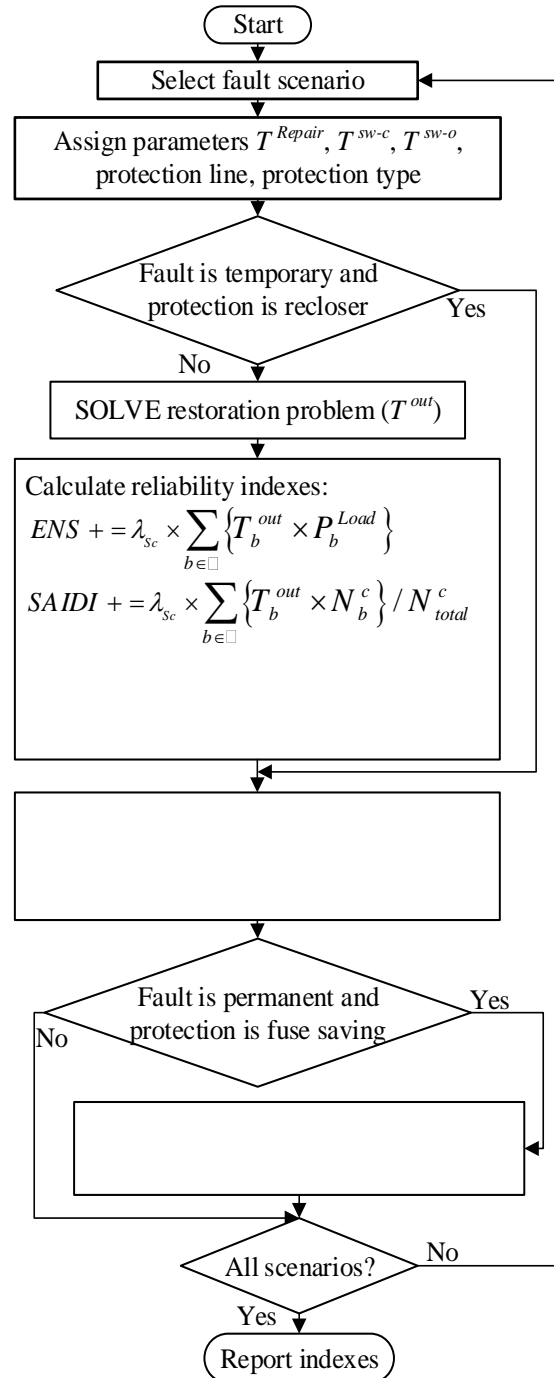 Start
Select fault scenario
Assign parameters T^Repair, T^sw-c, T^sw-o,
protection line, protection type
Fault is temporary and
protection is recloser
Yes
No
SOLVE restoration problem (T^out)
Calculate reliability indexes:
ENS + = λ_Sc × ∑_{b∈□} {T_b^out × P_b^Load}
SAIDI + = λ_Sc × ∑_{b∈□} {T_b^out × N_b^c} / N_total^c
Fault is permanent and
protection is fuse saving
Yes
No
All scenarios?
No
Yes
Report indexes